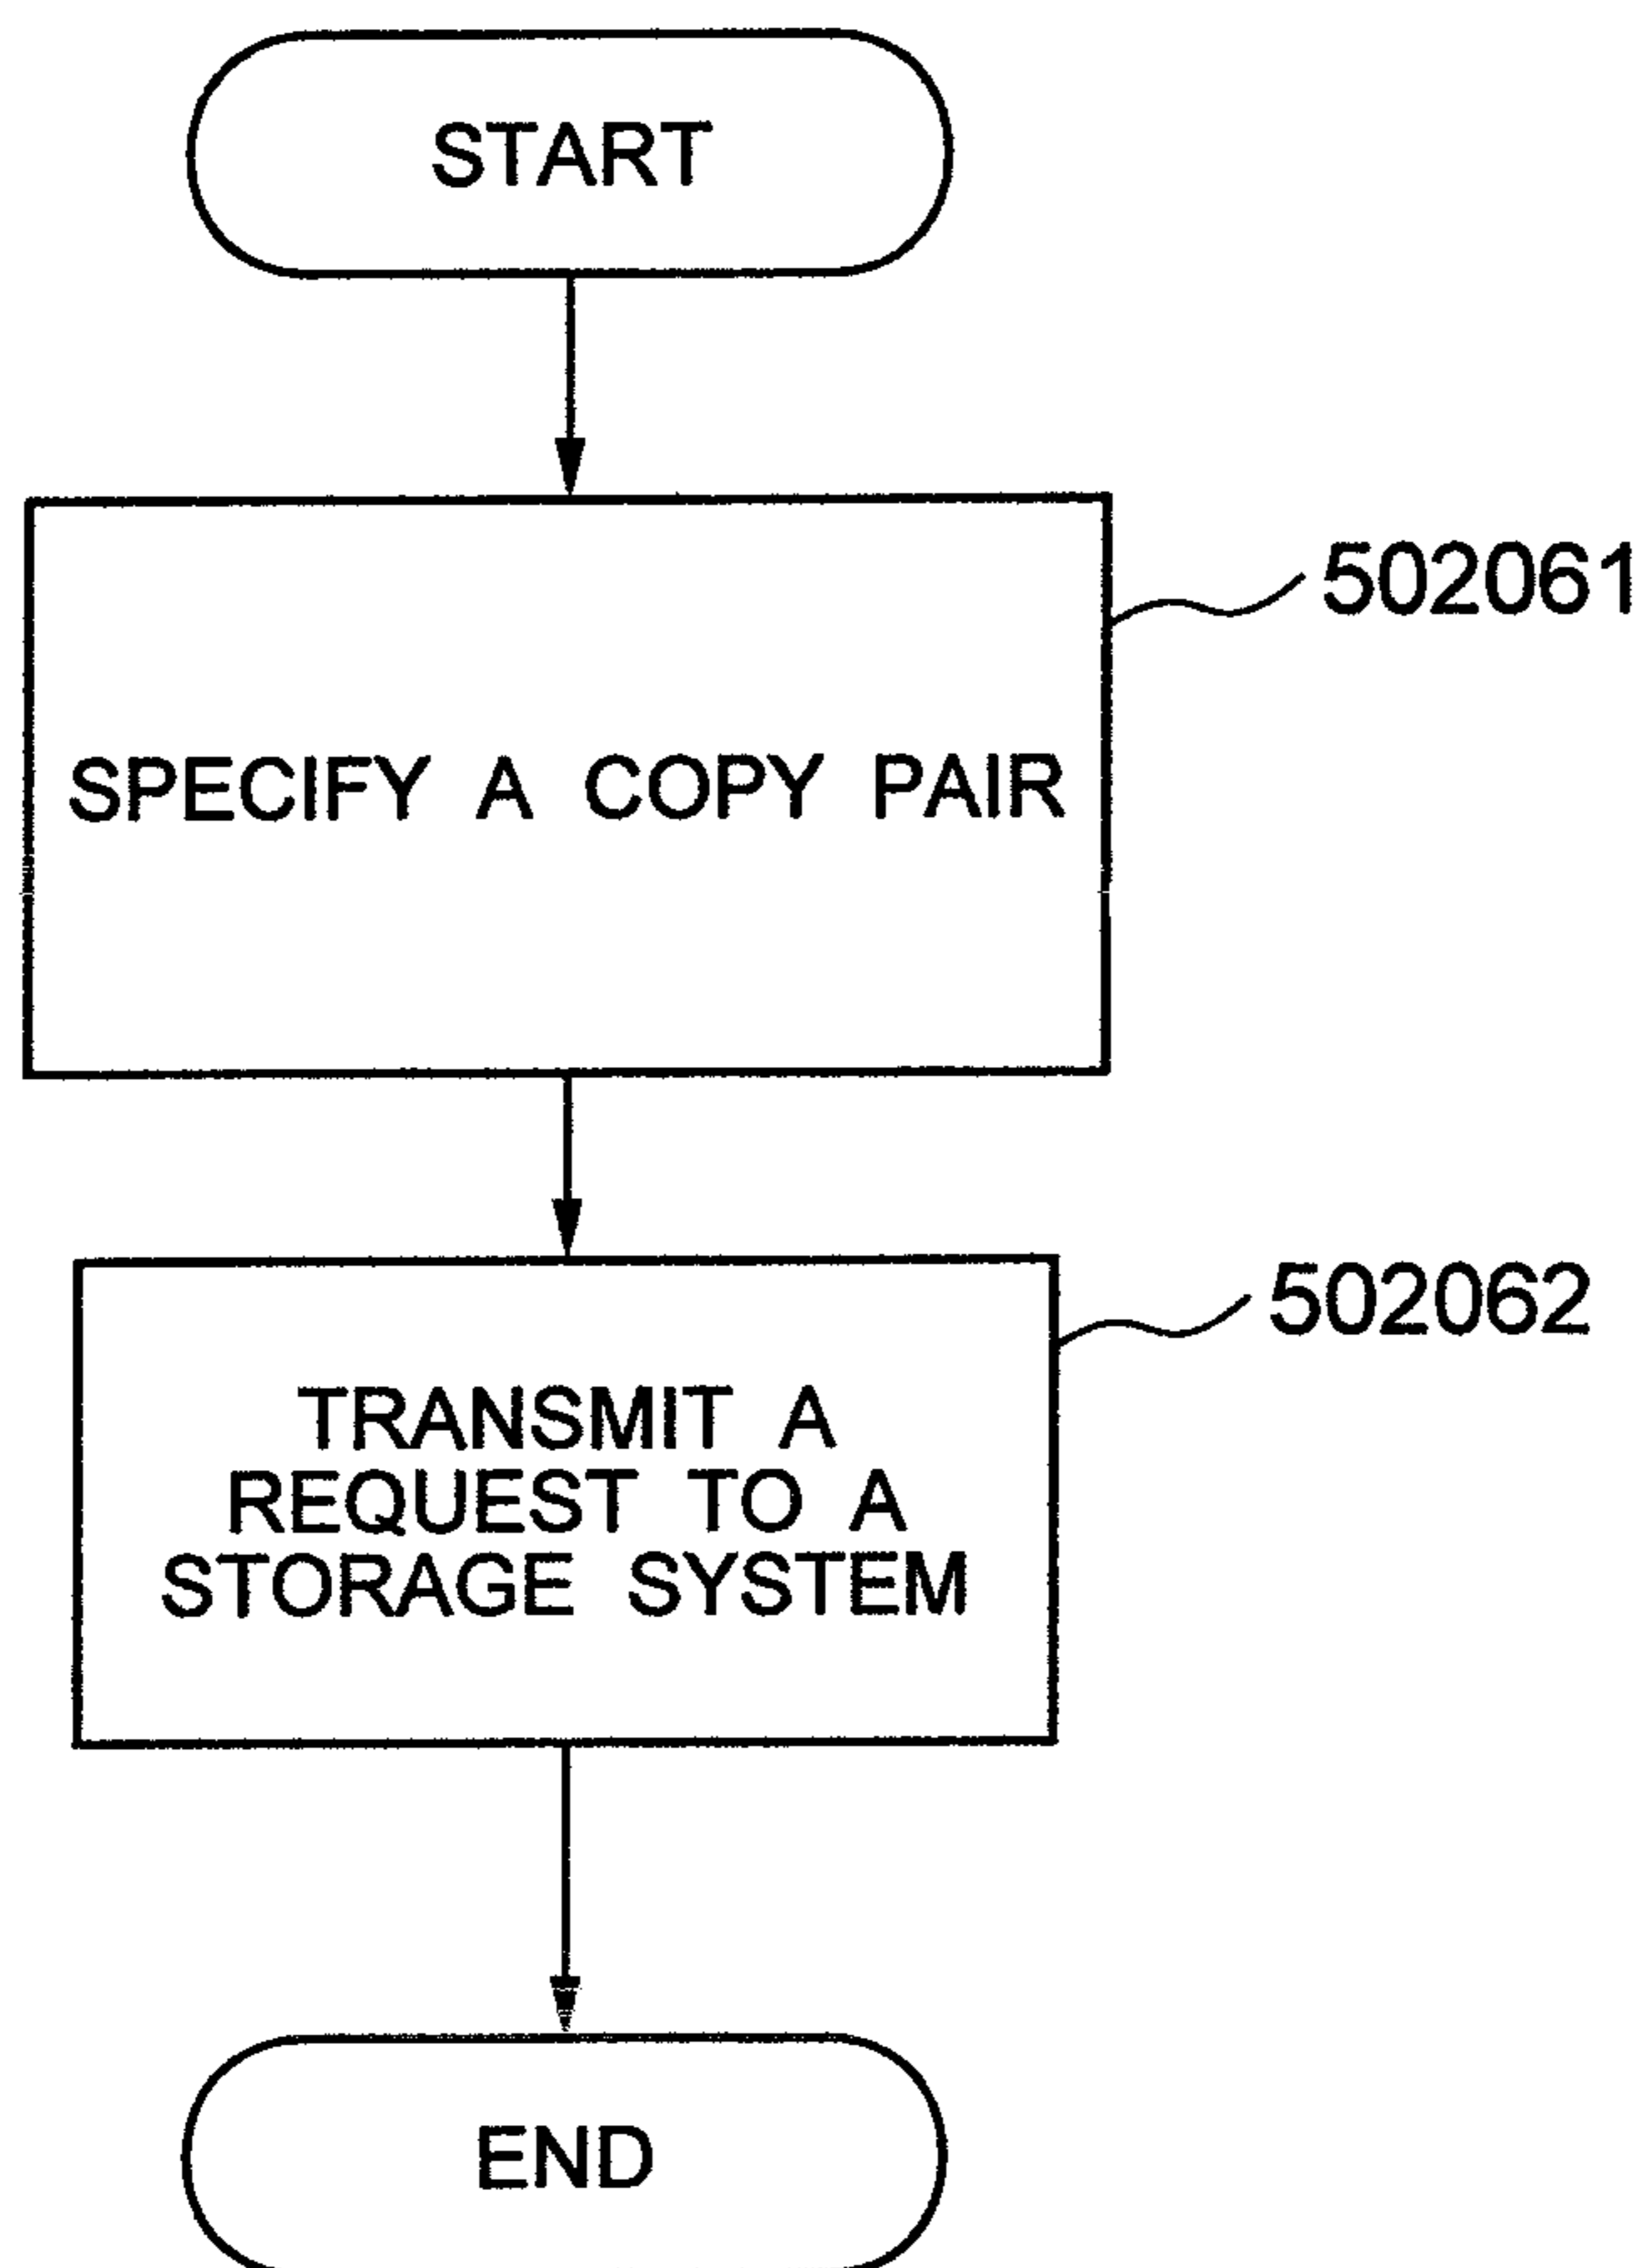 START
502061
SPECIFY A COPY PAIR
502062
TRANSMIT A
REQUEST TO A
STORAGE SYSTEM
END